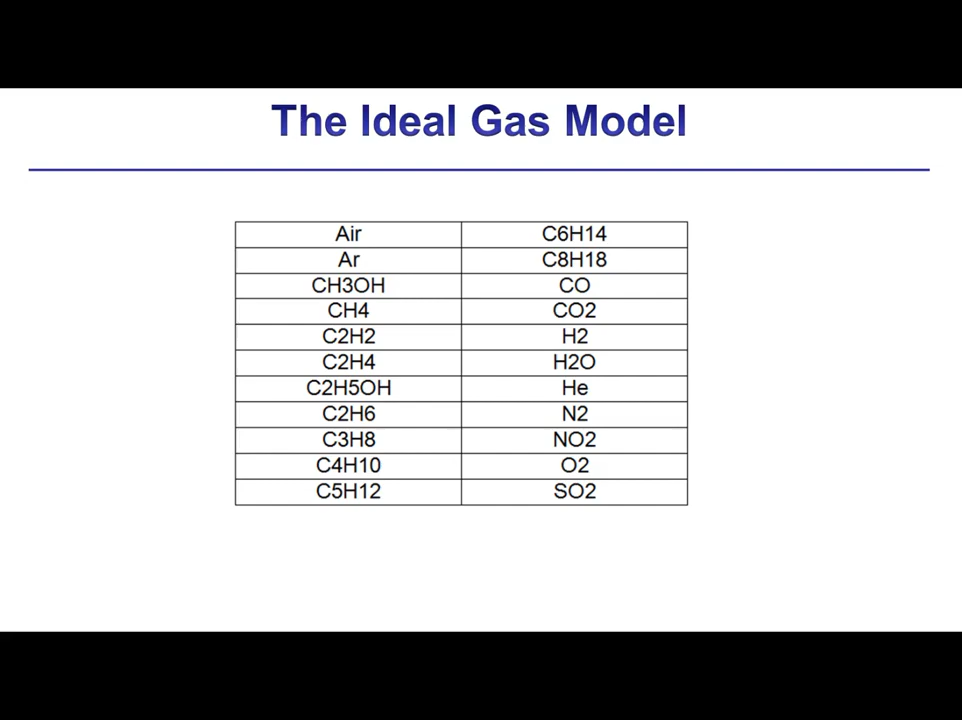 The Ideal Gas Model
Air C6H14
Ar C8H18
CH3OH CO
CH4 CO2
C2H2 H2
C2H4 H2O
C2H5OH He
C2H6 N2
C3H8 NO2
C4H10 O2
C5H12 SO2